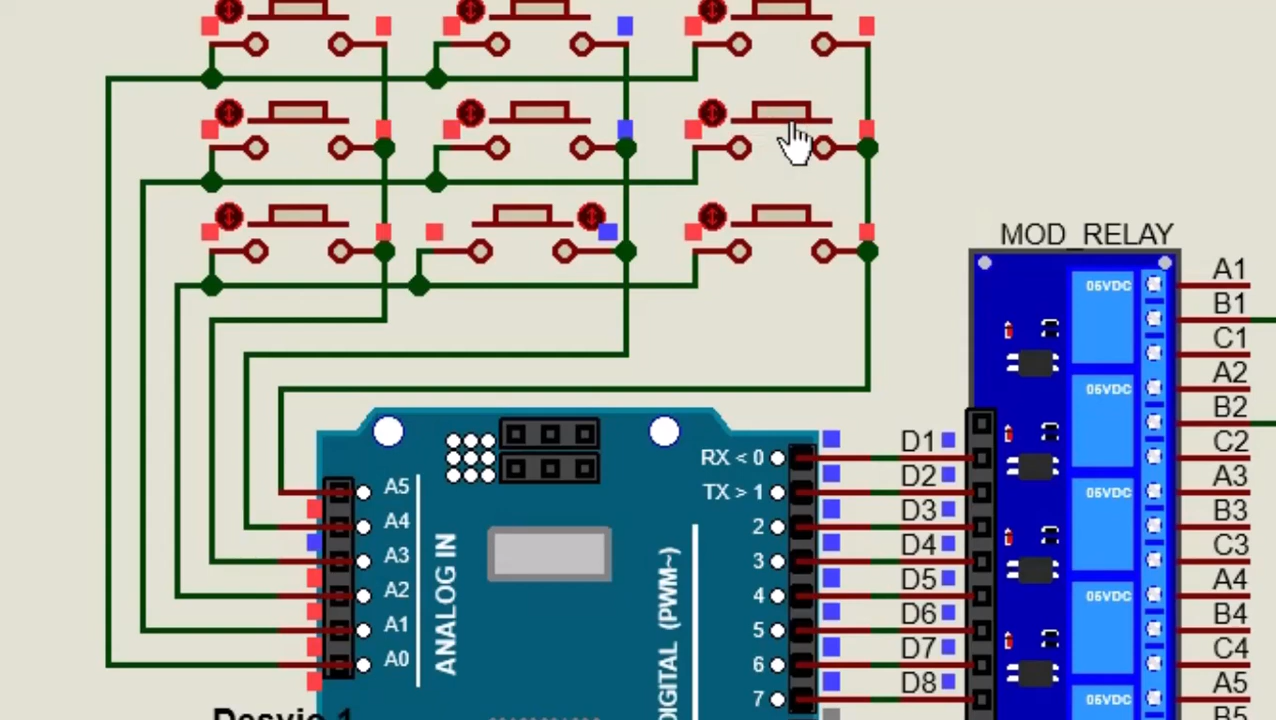 MOD_RELAY
05VDC
A1
B1
C1
05VDC
A2
B2
C2
05VDC
A3
B3
C3
05VDC
A4
B4
C4
A5
A5
A4
A3
A2
A1
A0
ANALOG IN
RX < 0
TX > 1
2
3
4
5
6
7
DIGITAL (PWM~)
D1
D2
D3
D4
D5
D6
D7
D8